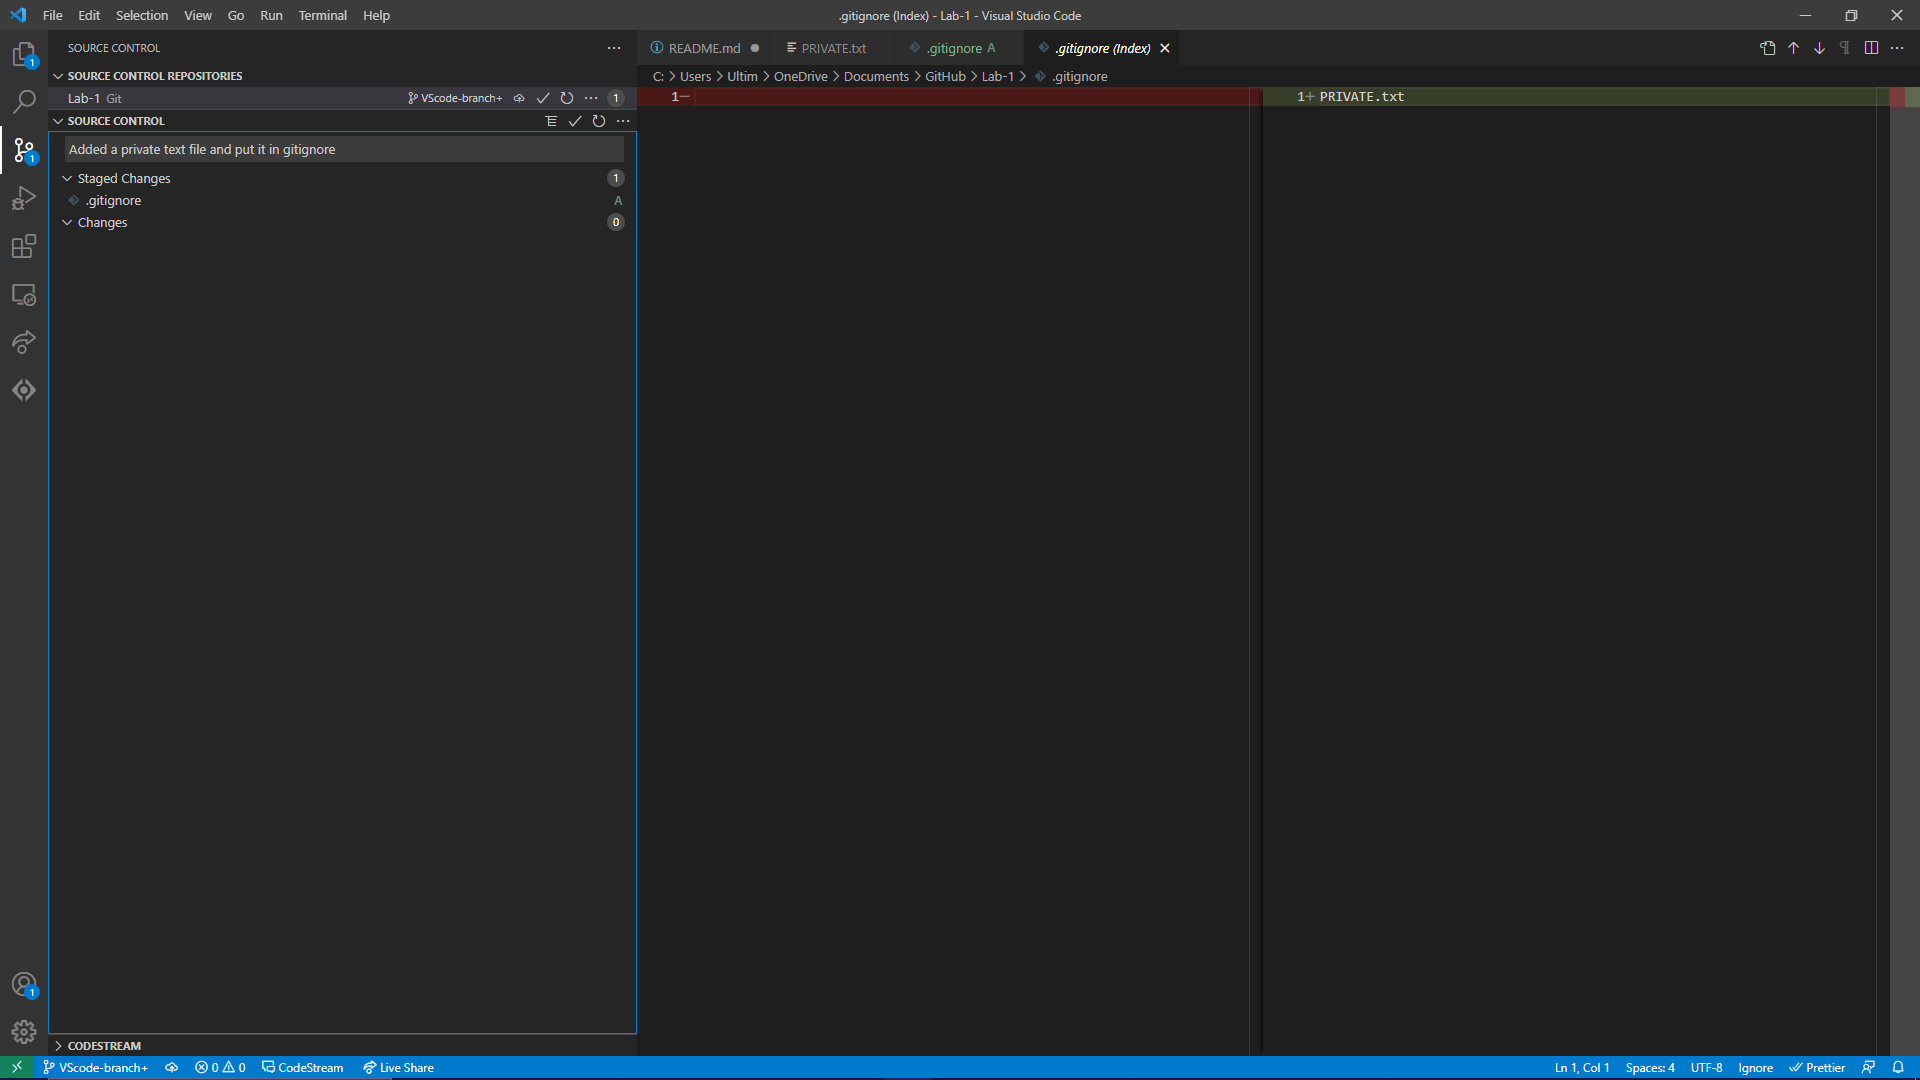 File Edit Selection View Go Run Terminal Help
.gitignore (Index) - Lab-1 - Visual Studio Code
SOURCE CONTROL
README.md
PRIVATE.txt
.gitignore A
.gitignore (Index)
SOURCE CONTROL REPOSITORIES
C: > Users > Ultim > OneDrive > Documents > GitHub > Lab-1 > .gitignore
Lab-1 Git VScode-branch+ 1
1−
1+ PRIVATE.txt
SOURCE CONTROL
Added a private text file and put it in gitignore
Staged Changes 1
.gitignore A
Changes 0
1
1
1
CODESTREAM
VScode-branch+ 0 0 CodeStream Live Share
Ln 1, Col 1 Spaces: 4 UTF-8 Ignore Prettier